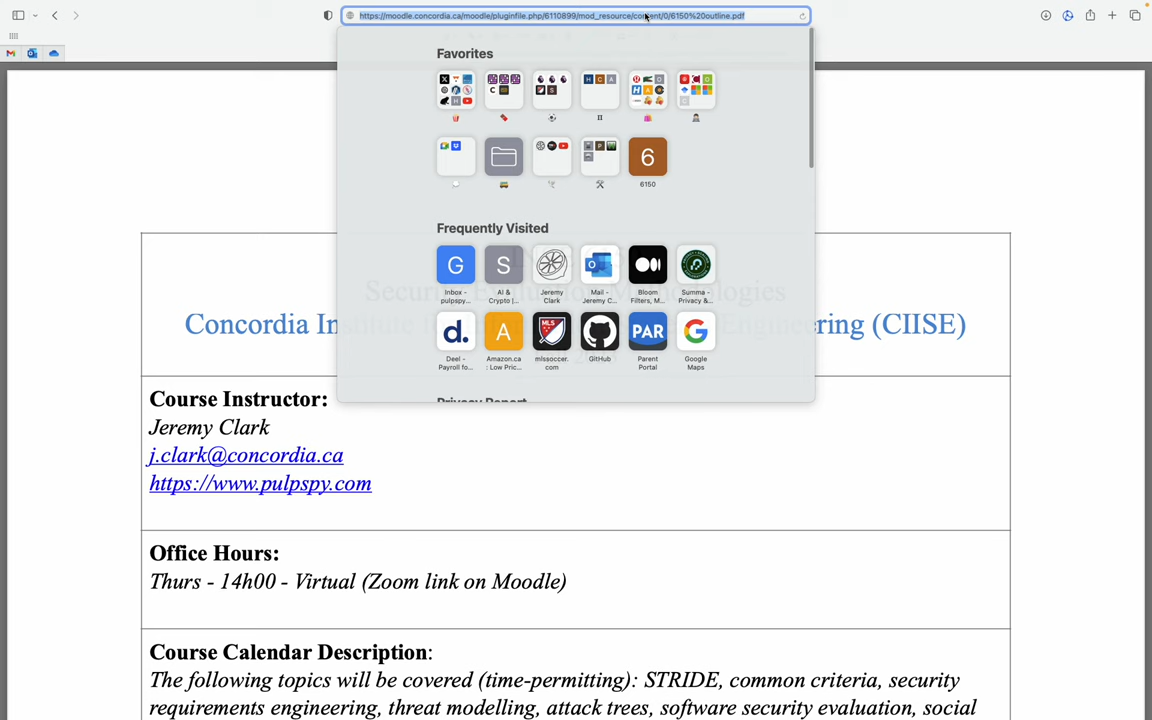 https://moodle.concordia.ca/moodle/pluginfile.php/6110899/mod_resource/content/0/6150%20outline.pdf
Favorites
6
6150
Frequently Visited
G
S
Inbox - pulpspy...
AI & Crypto |...
Jeremy Clark
Mail - Jeremy C...
Bloom Filters, M...
Summa - Privacy &...
d.
A
MLS
PAR
G
Deel - Payroll fo...
Amazon.ca : Low Pric...
mlssoccer.com
GitHub
Parent Portal
Google Maps
Concordia In
Engineering (CIISE)
Course Instructor:
Jeremy Clark
j.clark@concordia.ca
https://www.pulpspy.com
Office Hours:
Thurs - 14h00 - Virtual (Zoom link on Moodle)
Course Calendar Description:
The following topics will be covered (time-permitting): STRIDE, common criteria, security
requirements engineering, threat modelling, attack trees, software security evaluation, social